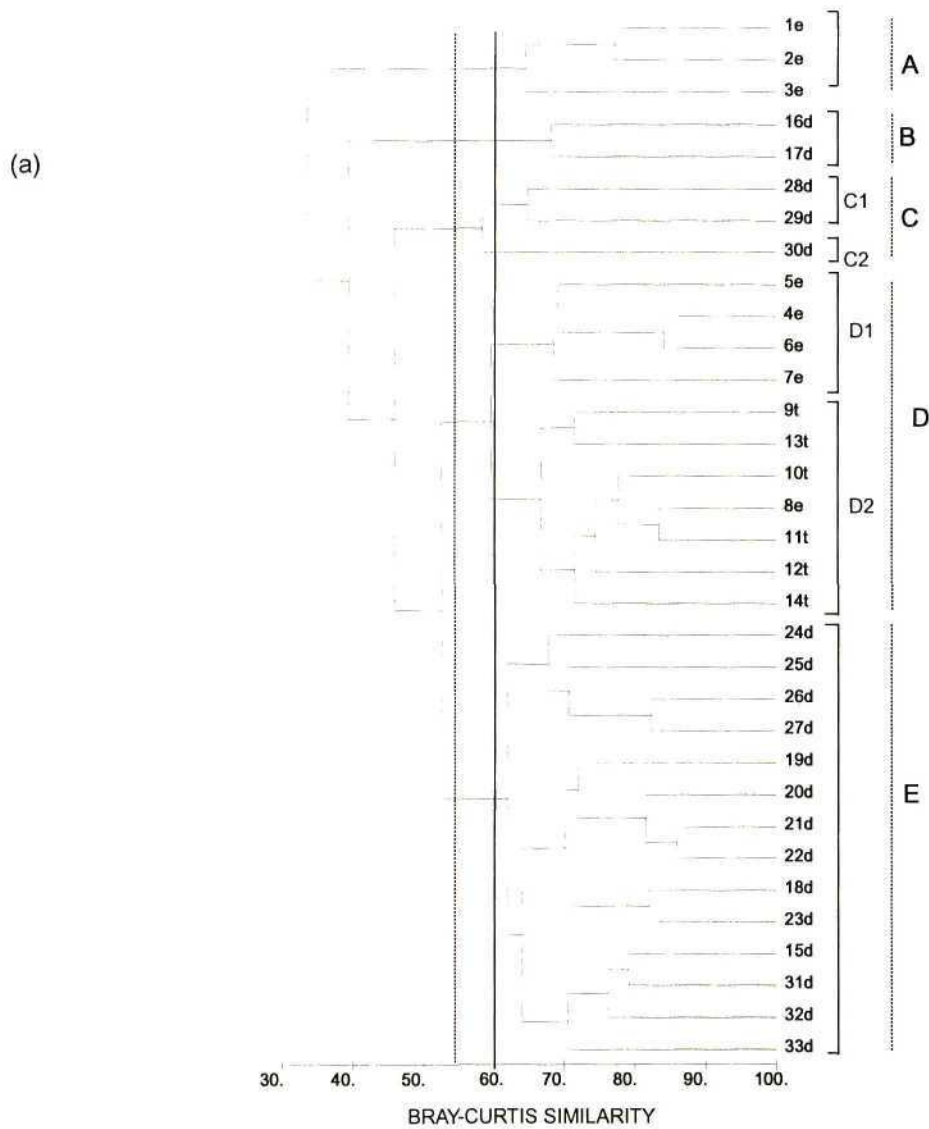 (a)
1e
2e
3e
A
16d
17d
B
28d
29d
C1
30d
C2
C
5e
4e
6e
7e
D1
9t
13t
10t
8e
11t
12t
14t
D2
D
24d
25d
26d
27d
19d
20d
21d
22d
18d
23d
15d
31d
32d
33d
E
30. 40. 50. 60. 70. 80. 90. 100.
BRAY-CURTIS SIMILARITY